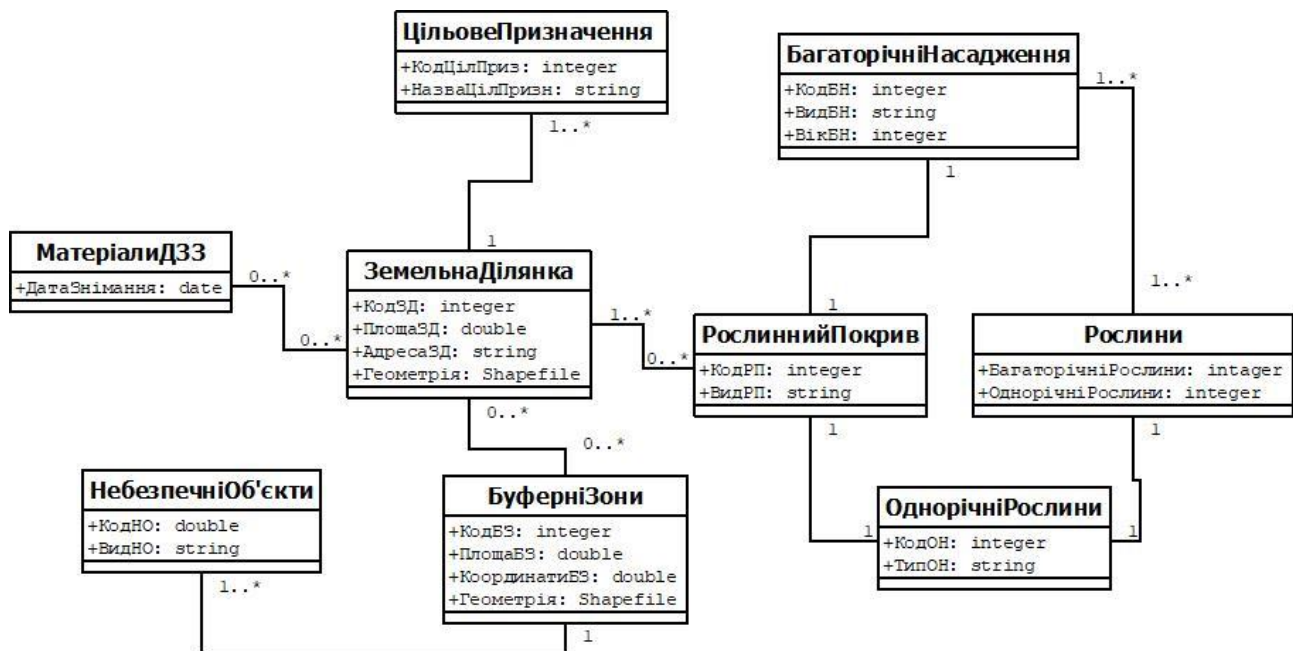 ЦільовеПризначення
+КодЦілПриз: integer
+НазваЦілПризн: string
1..*
БагаторічніНасадження
+КодБН: integer
+ВидБН: string
+ВікБН: integer
1..*
1
МатеріалиДЗЗ
+ДатаЗнімання: date
0..*
0..*
1
ЗемельнаДілянка
+КодЗД: integer
+ПлощаЗД: double
+АдресаЗД: string
+Геометрія: Shapefile
1..*
0..*
0..*
1
РослиннийПокрив
+КодРП: integer
+ВидРП: string
1
1..*
Рослини
+БагаторічніРослини: intager
+ОднорічніРослини: integer
1
НебезпечніОб'єкти
+КодНО: double
+ВидНО: string
1..*
0..*
БуферніЗони
+КодБЗ: integer
+ПлощаБЗ: double
+КоординатиБЗ: double
+Геометрія: Shapefile
1
1
ОднорічніРослини
+КодОН: integer
+ТипОН: string
1